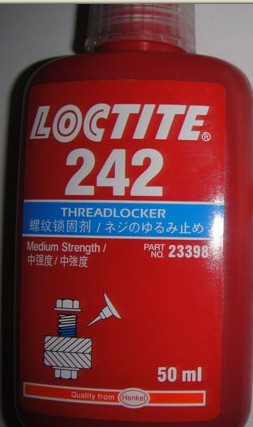 LOCTITE®
242
THREADLOCKER
螺纹锁固剂 / ネジのゆるみ止め
Medium Strength /
中强度 / 中強度
PART NO. 23398
50 ml
Quality from Henkel